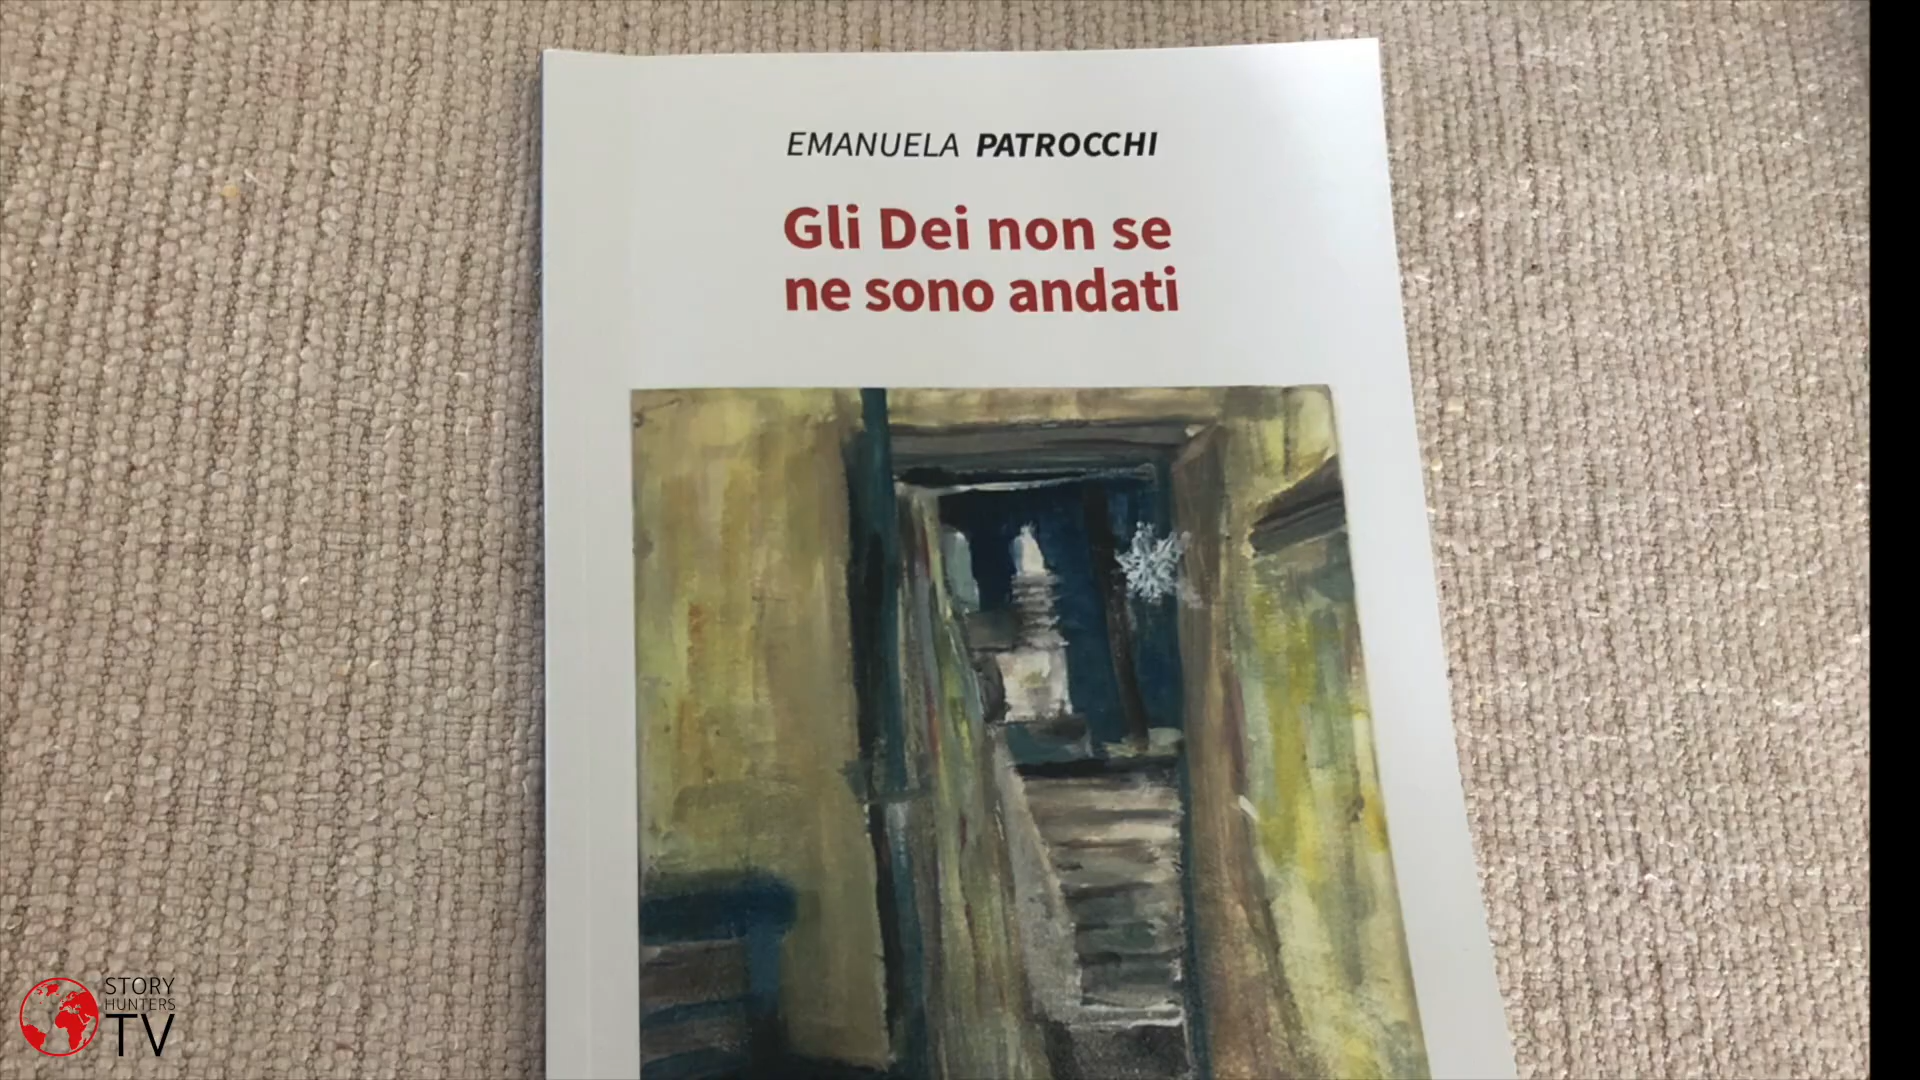 EMANUELA PATROCCHI
Gli Dei non se
ne sono andati
STORY
HUNTERS
TV